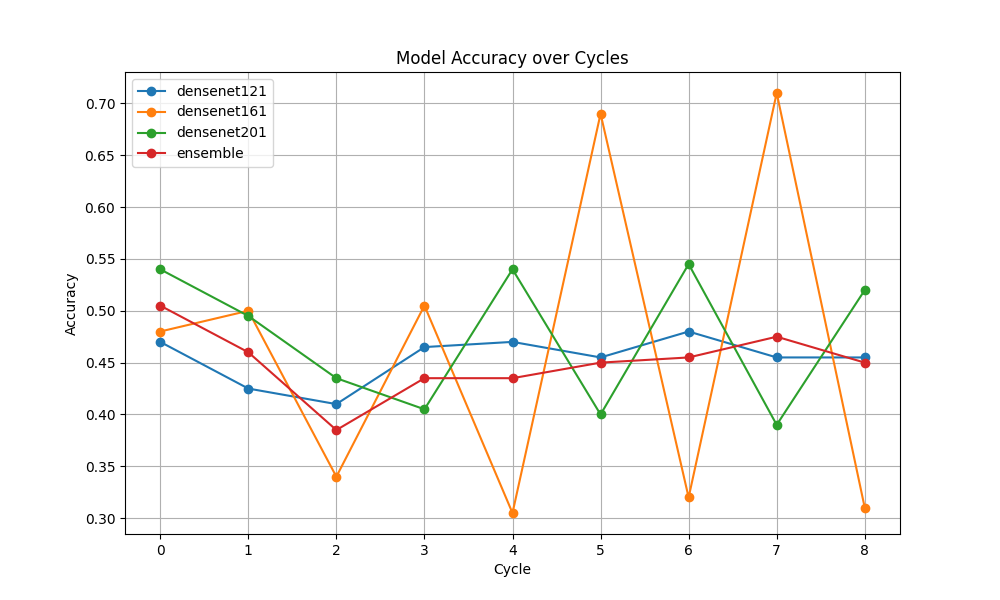 Model Accuracy over Cycles
densenet121
densenet161
densenet201
ensemble
0.70
0.65
0.60
0.55
0.50
0.45
0.40
0.35
0.30
Accuracy
0 1 2 3 4 5 6 7 8
Cycle